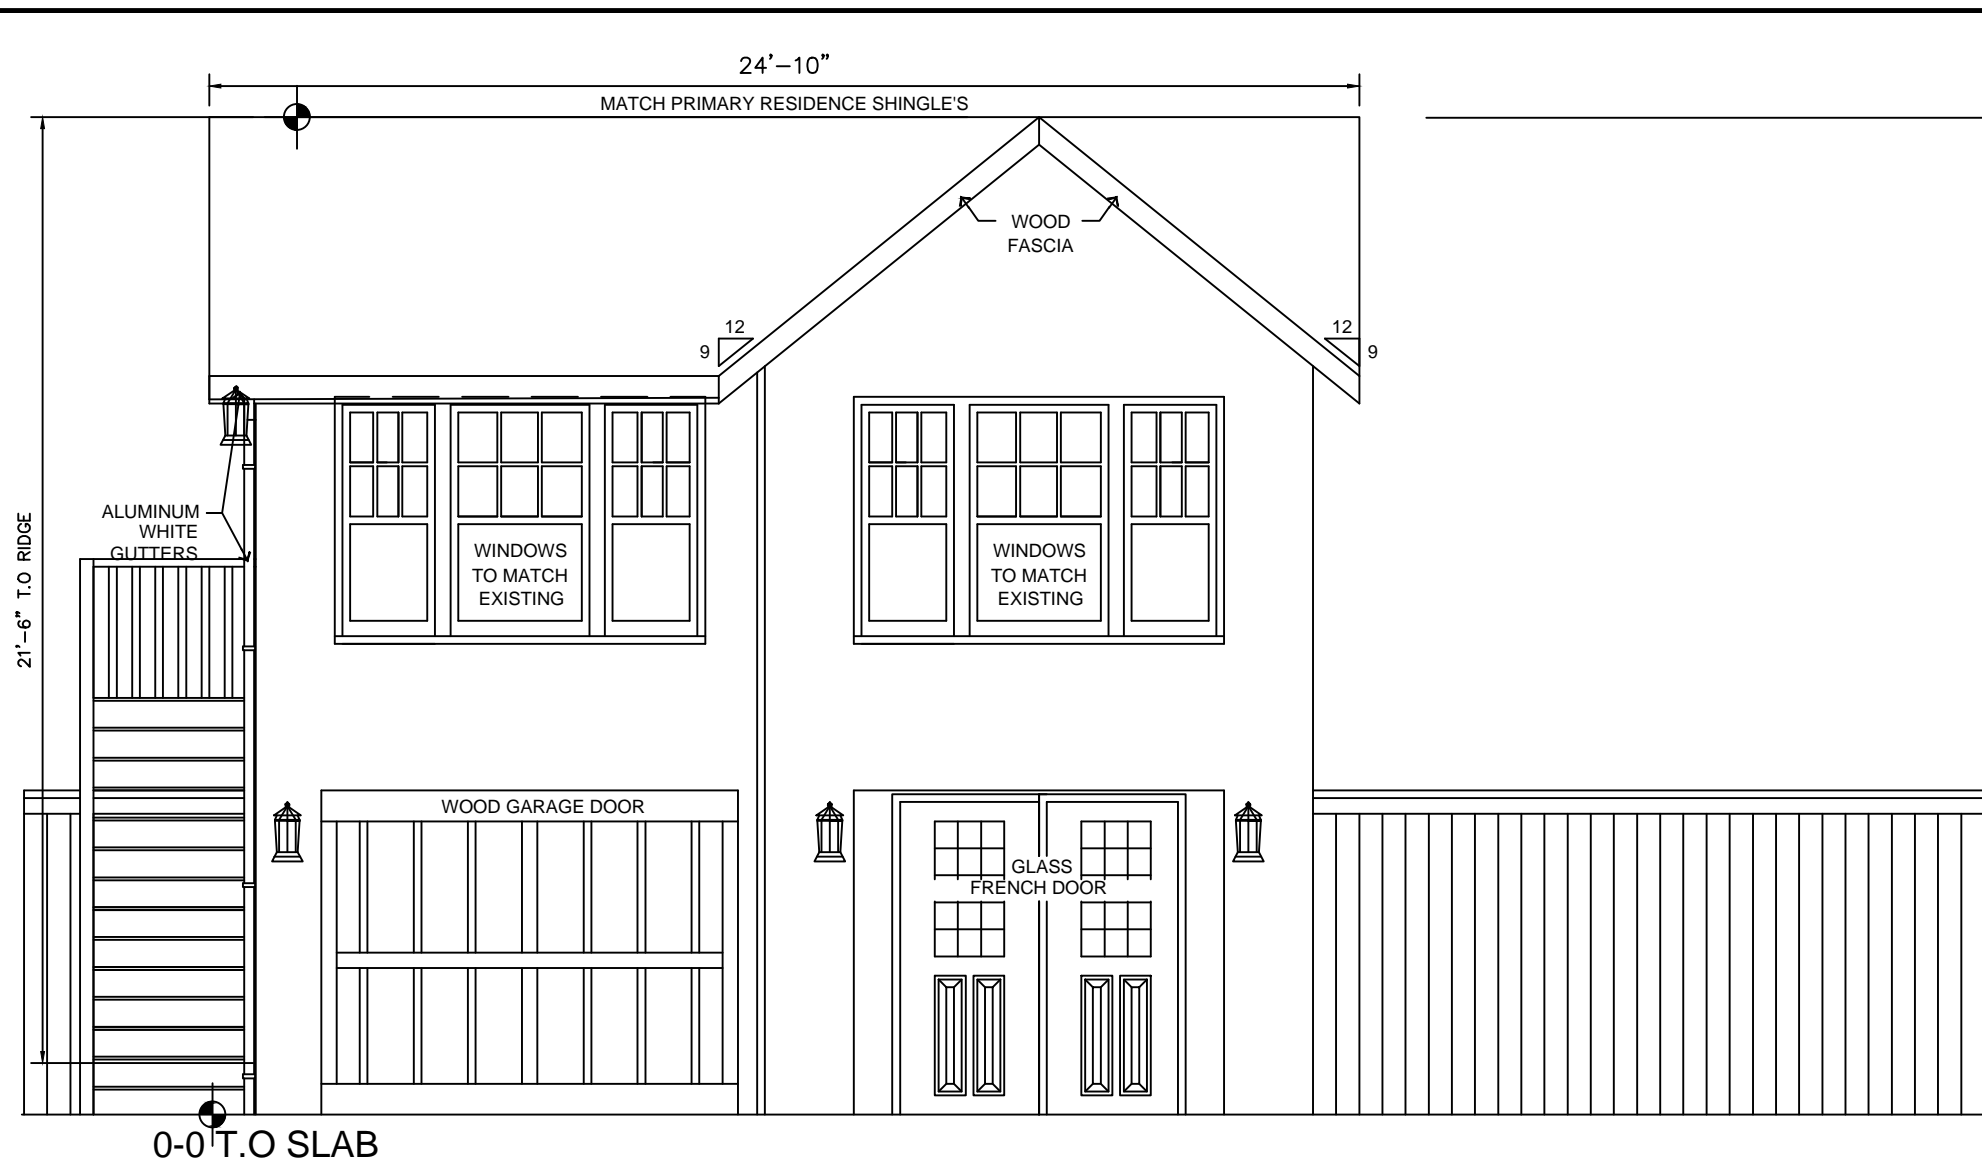 24'-10"
MATCH PRIMARY RESIDENCE SHINGLE'S
WOOD
FASCIA
12
9
12
9
ALUMINUM
WHITE
GUTTERS
21'-6" T.O RIDGE
WINDOWS
TO MATCH
EXISTING
WINDOWS
TO MATCH
EXISTING
WOOD GARAGE DOOR
GLASS
FRENCH DOOR
0-0 T.O SLAB